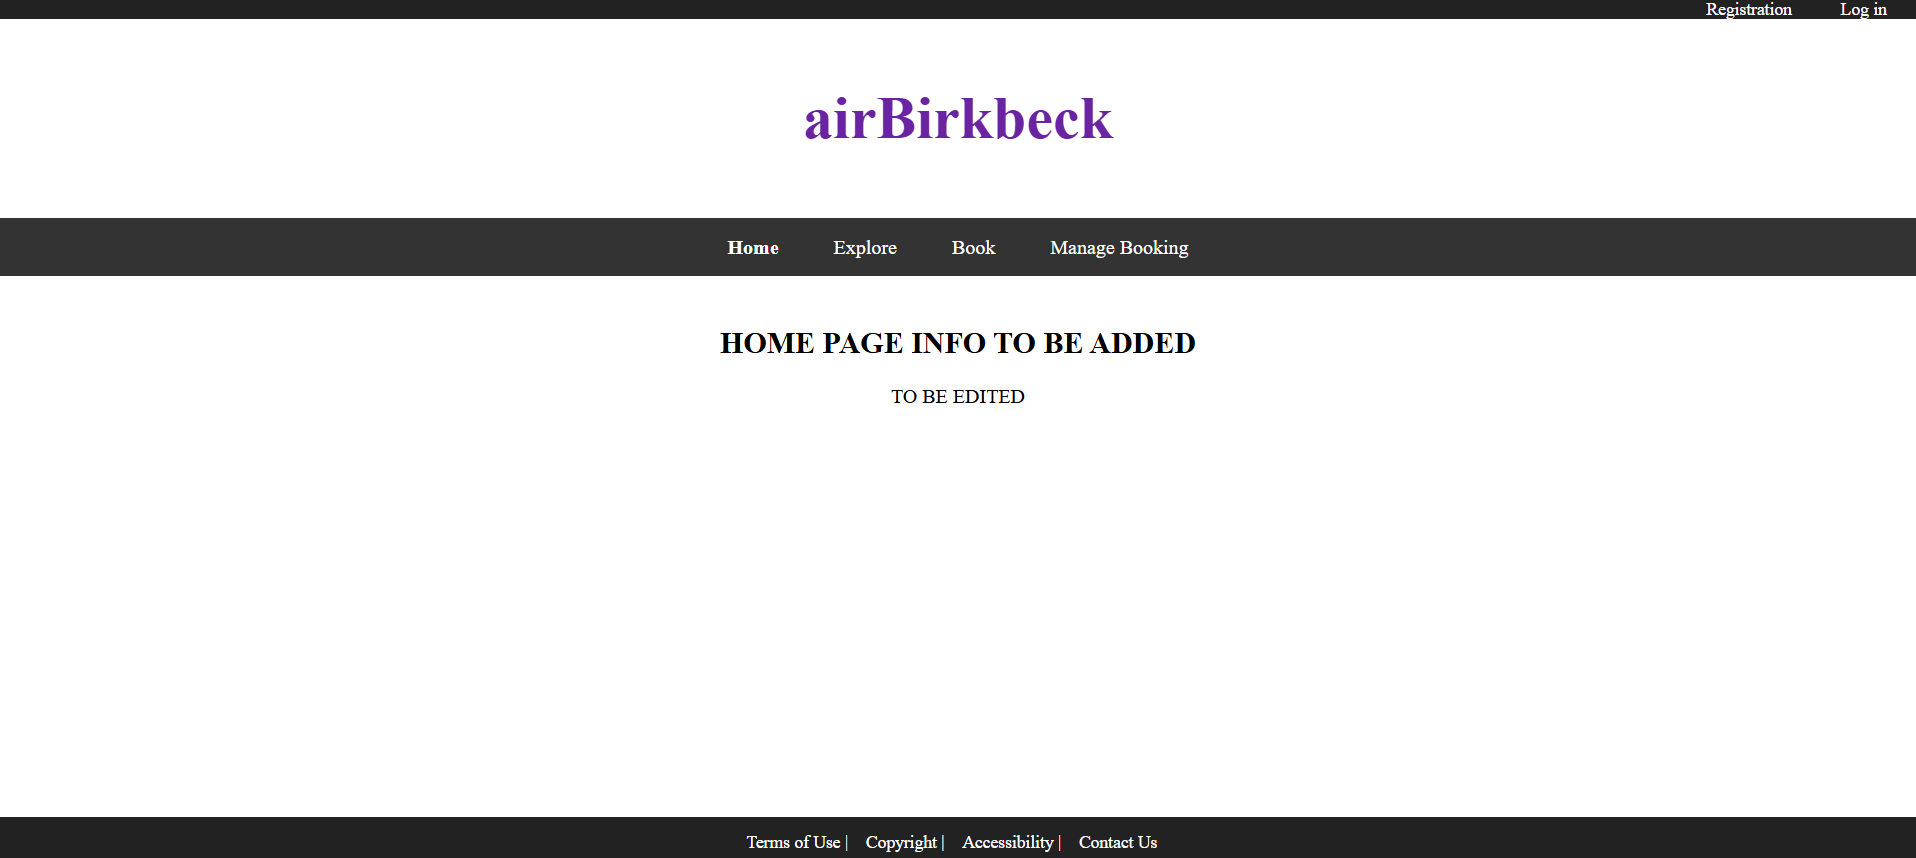 Registration Log in
airBirkbeck
Home Explore Book Manage Booking
HOME PAGE INFO TO BE ADDED
TO BE EDITED
Terms of Use | Copyright | Accessibility | Contact Us